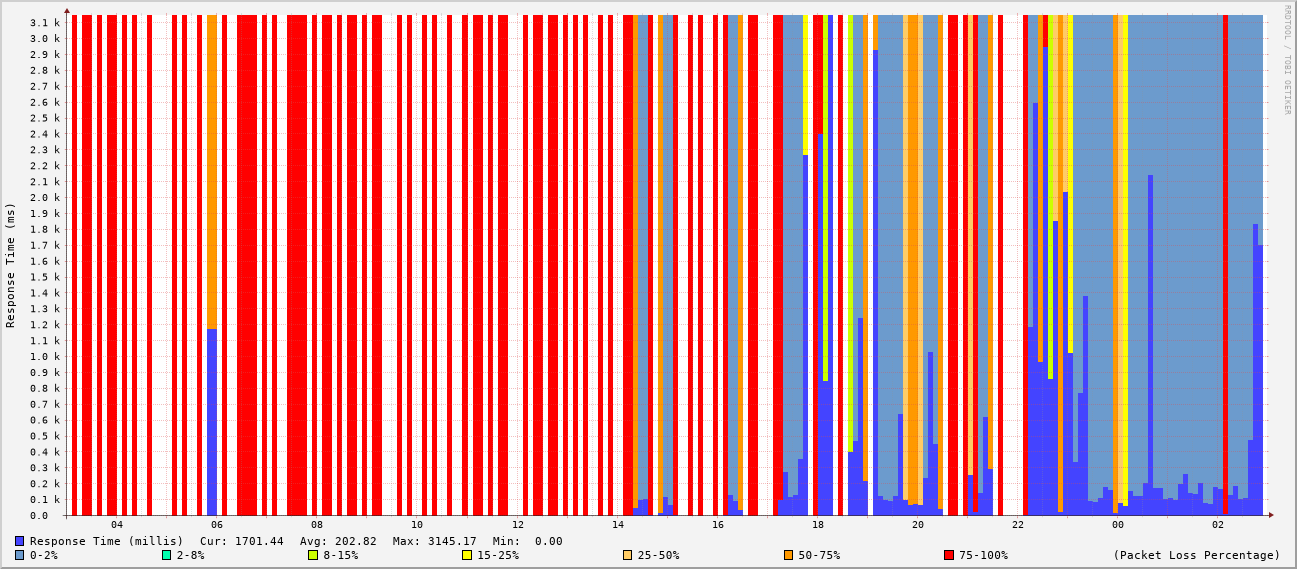 3.1 k
3.0 k
2.9 k
2.8 k
2.7 k
2.6 k
2.5 k
2.4 k
2.3 k
2.2 k
2.1 k
2.0 k
1.9 k
1.8 k
1.7 k
1.6 k
1.5 k
1.4 k
1.3 k
1.2 k
1.1 k
1.0 k
0.9 k
0.8 k
0.7 k
0.6 k
0.5 k
0.4 k
0.3 k
0.2 k
0.1 k
0.0
Response Time (ms)
RRDTOOL / TOBI OETIKER
04 06 08 10 12 14 16 18 20 22 00 02
Response Time (millis) Cur: 1701.44 Avg: 202.82 Max: 3145.17 Min: 0.00
0-2% 2-8% 8-15% 15-25% 25-50% 50-75% 75-100% (Packet Loss Percentage)